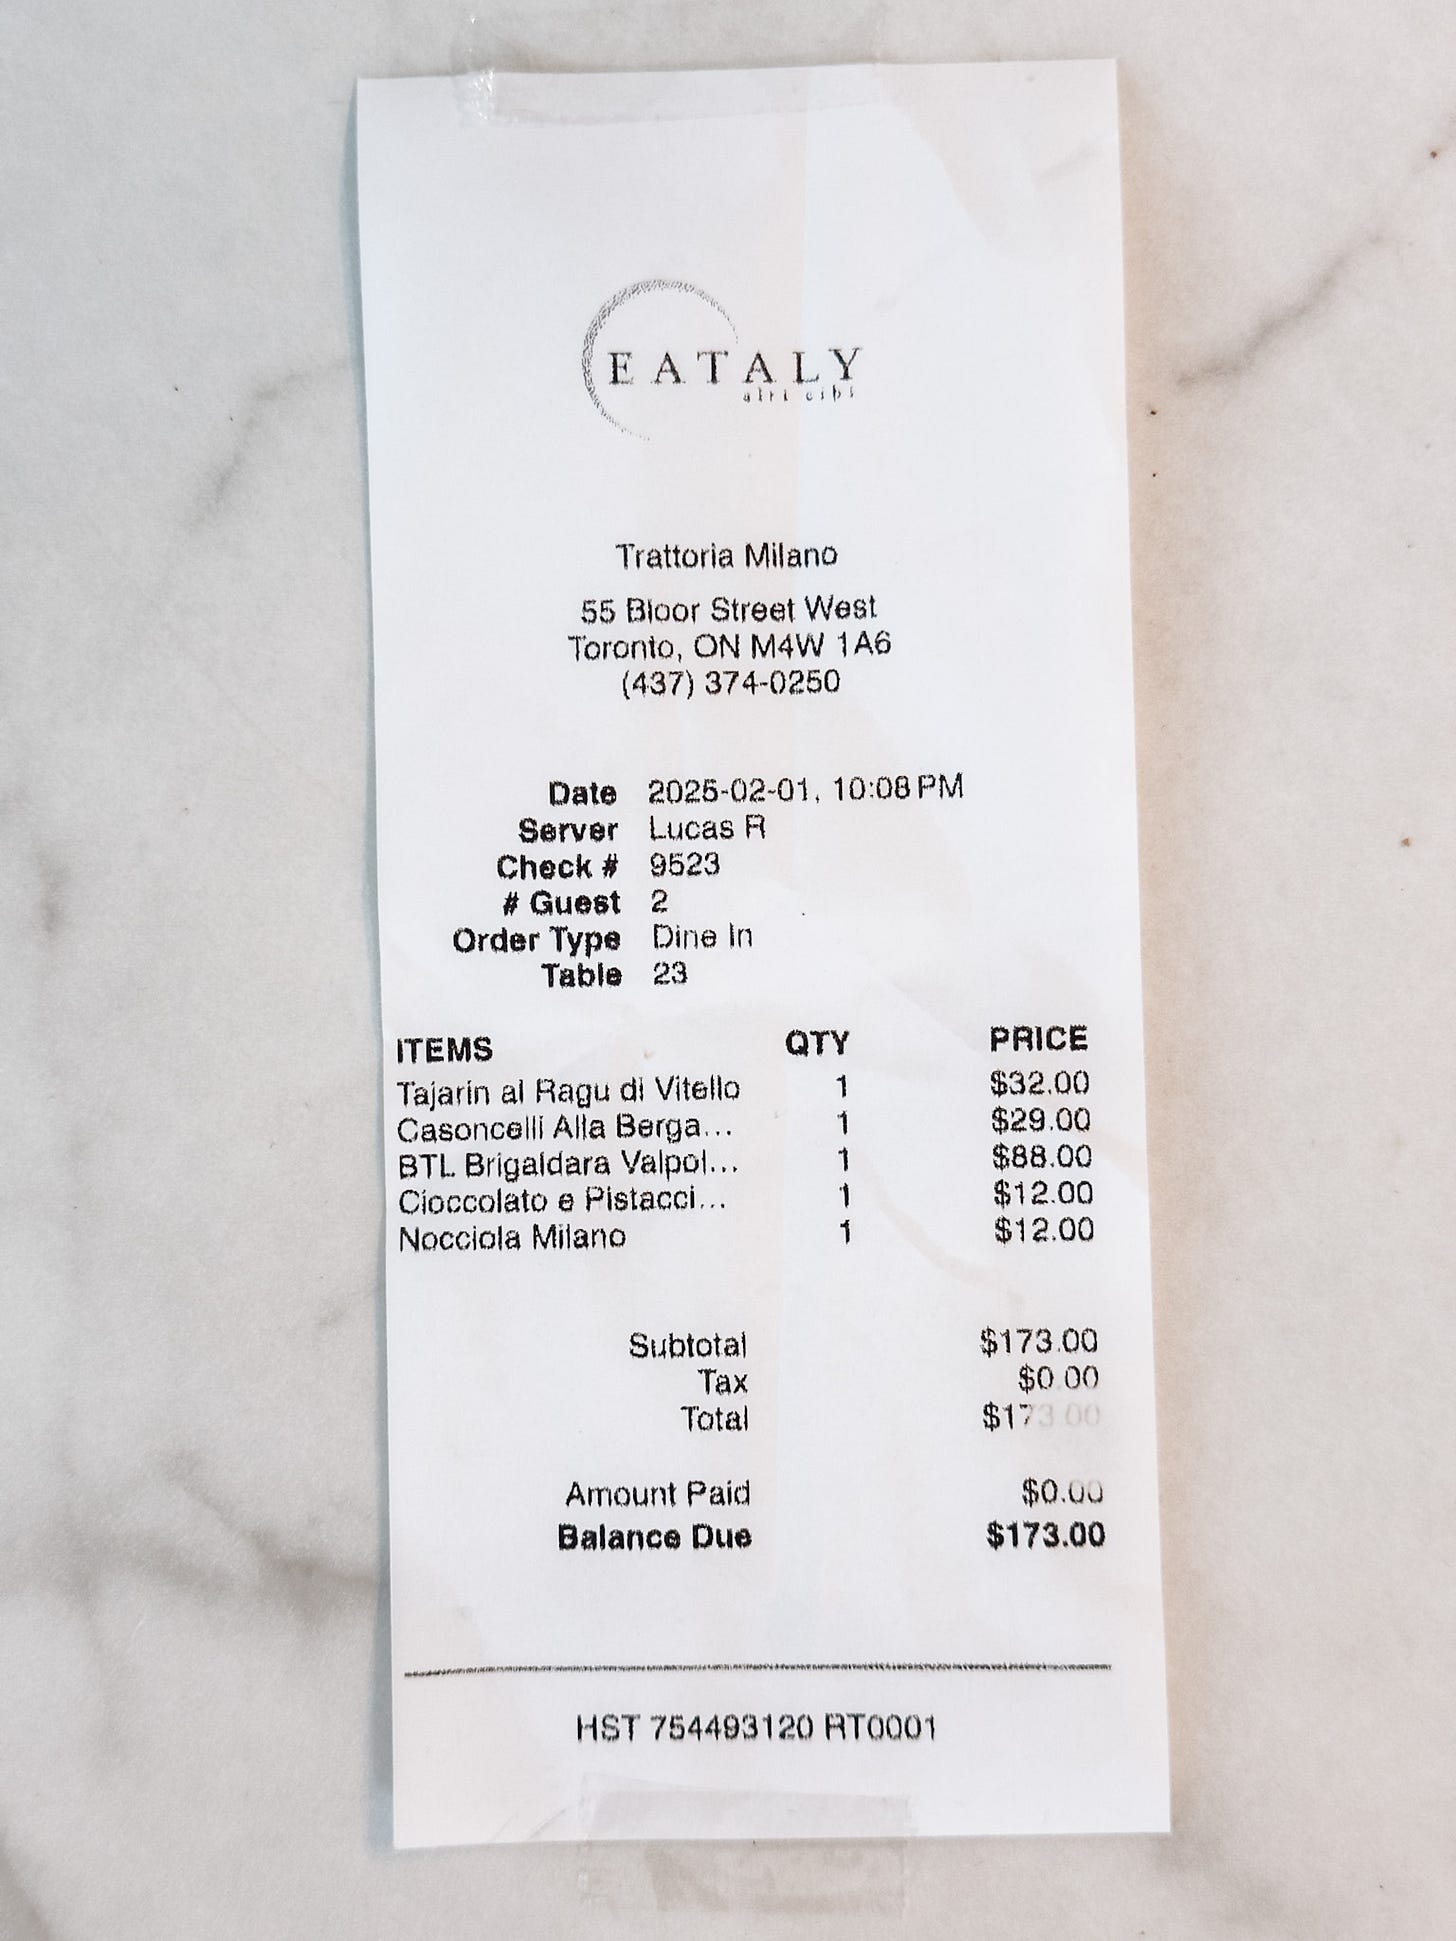 EATALY
alti cibi
Trattoria Milano
55 Bloor Street West
Toronto, ON M4W 1A6
(437) 374-0250
Date 2025-02-01, 10:08 PM
Server Lucas R
Check # 9523
# Guest 2
Order Type Dine In
Table 23
ITEMS QTY PRICE
Tajarin al Ragu di Vitello 1 $32.00
Casoncelli Alla Berga... 1 $29.00
BTL Brigaldara Valpol... 1 $88.00
Cioccolato e Pistacci... 1 $12.00
Nocciola Milano 1 $12.00
Subtotal $173.00
Tax $0.00
Total $173.00
Amount Paid $0.00
Balance Due $173.00
HST 754493120 RT0001